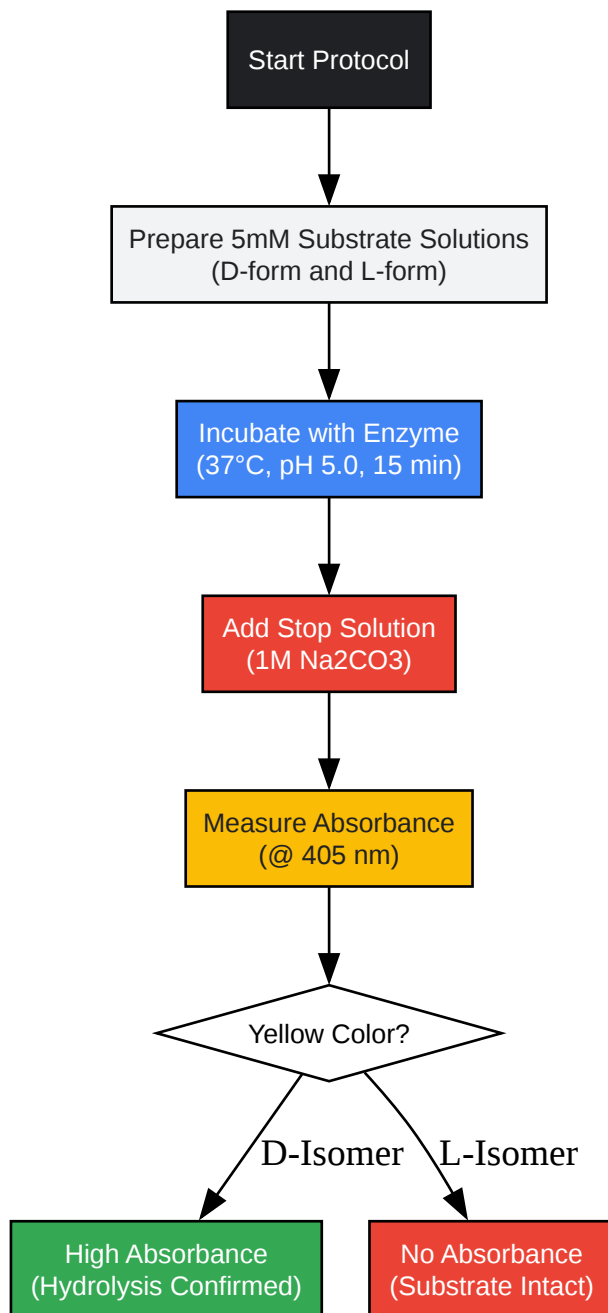 Start Protocol
Prepare 5mM Substrate Solutions
(D-form and L-form)
Incubate with Enzyme
(37°C, pH 5.0, 15 min)
Add Stop Solution
(1M Na2CO3)
Measure Absorbance
(@ 405 nm)
Yellow Color?
D-Isomer
L-Isomer
High Absorbance
(Hydrolysis Confirmed)
No Absorbance
(Substrate Intact)